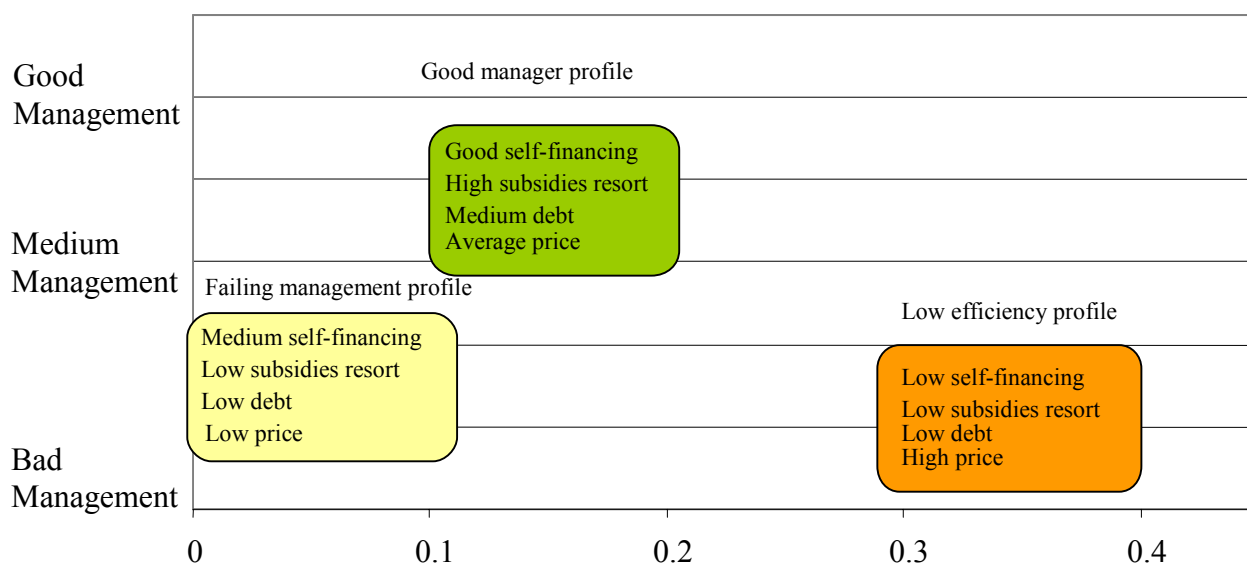 Good
Management
Good manager profile
Good self-financing
High subsidies resort
Medium debt
Average price
Medium
Management
Failing management profile
Medium self-financing
Low subsidies resort
Low debt
Low price
Low efficiency profile
Low self-financing
Low subsidies resort
Low debt
High price
Bad
Management
0 0.1 0.2 0.3 0.4